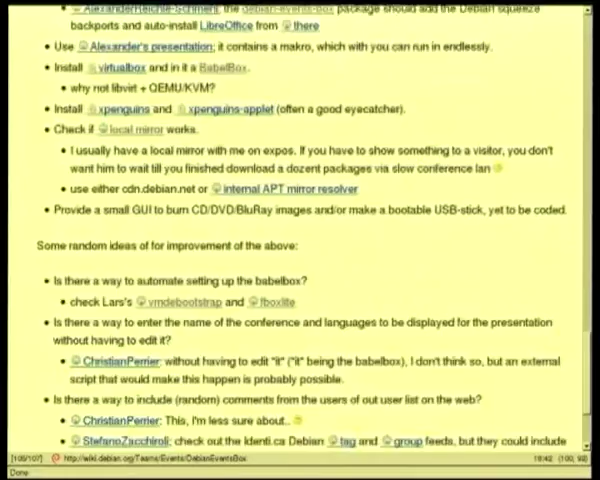 AlexanderReichle-Schmehl: the debian-events-box package should add the Debian squeeze
backports and auto-install LibreOffice from there
Use Alexander's presentation; it contains a makro, which with you can run in endlessly.
Install virtualbox and in it a BabelBox.
why not libvirt + QEMU/KVM?
Install xpenguins and xpenguins-applet (often a good eyecatcher).
Check if local mirror works.
I usually have a local mirror with me on expos. If you have to show something to a visitor, you don't
want him to wait till you finished download a dozent packages via slow conference lan
use either cdn.debian.net or internal APT mirror resolver
Provide a small GUI to burn CD/DVD/BluRay images and/or make a bootable USB-stick, yet to be coded.
Some random ideas of for improvement of the above:
Is there a way to automate setting up the babelbox?
check Lars's vmdebootstrap and fboxlite
Is there a way to enter the name of the conference and languages to be displayed for the presentation
without having to edit it?
ChristianPerrier: without having to edit "it" ("it" being the babelbox), I don't think so, but an external
script that would make this happen is probably possible.
Is there a way to include (random) comments from the users of out user list on the web?
ChristianPerrier: This, I'm less sure about..
StefanoZacchiroli: check out the Identi.ca Debian tag and group feeds, but they could include
[105/107] http://wiki.debian.org/Teams/Events/DebianEventsBox 19:42 (100, 92)
Done